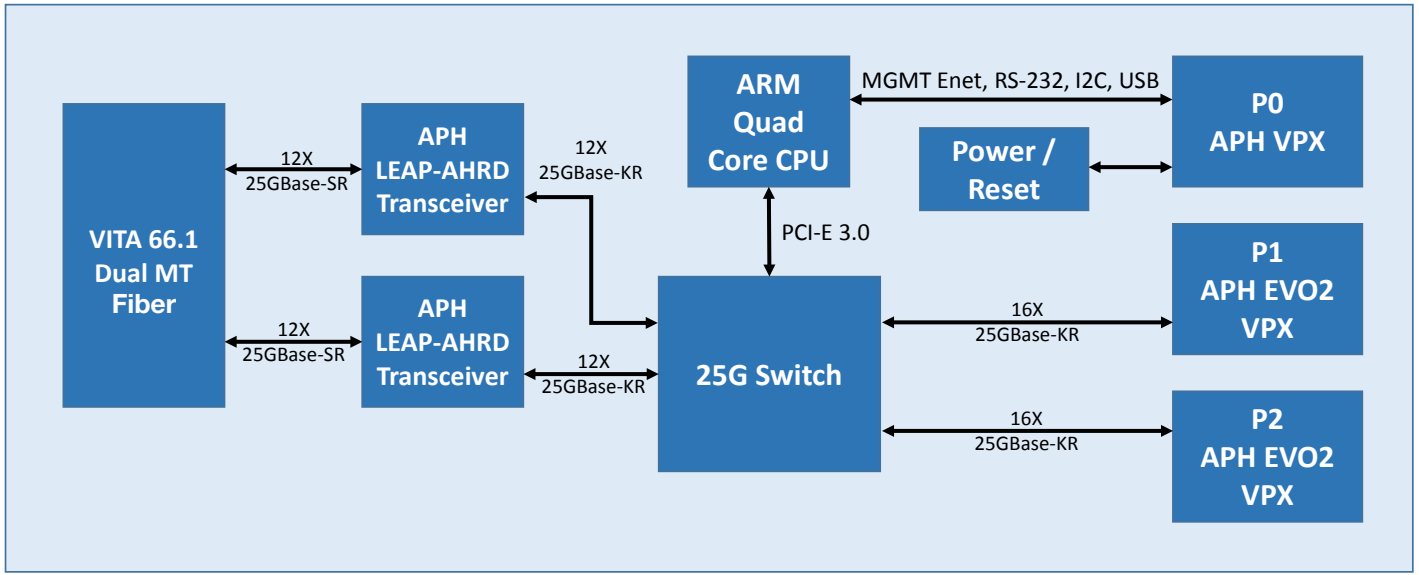 VITA 66.1
Dual MT
Fiber
12X
25GBase-SR
12X
25GBase-SR
APH
LEAP-AHRD
Transceiver
APH
LEAP-AHRD
Transceiver
12X
25GBase-KR
12X
25GBase-KR
ARM
Quad
Core CPU
PCI-E 3.0
25G Switch
MGMT Enet, RS-232, I2C, USB
Power /
Reset
16X
25GBase-KR
16X
25GBase-KR
P0
APH VPX
P1
APH EVO2
VPX
P2
APH EVO2
VPX